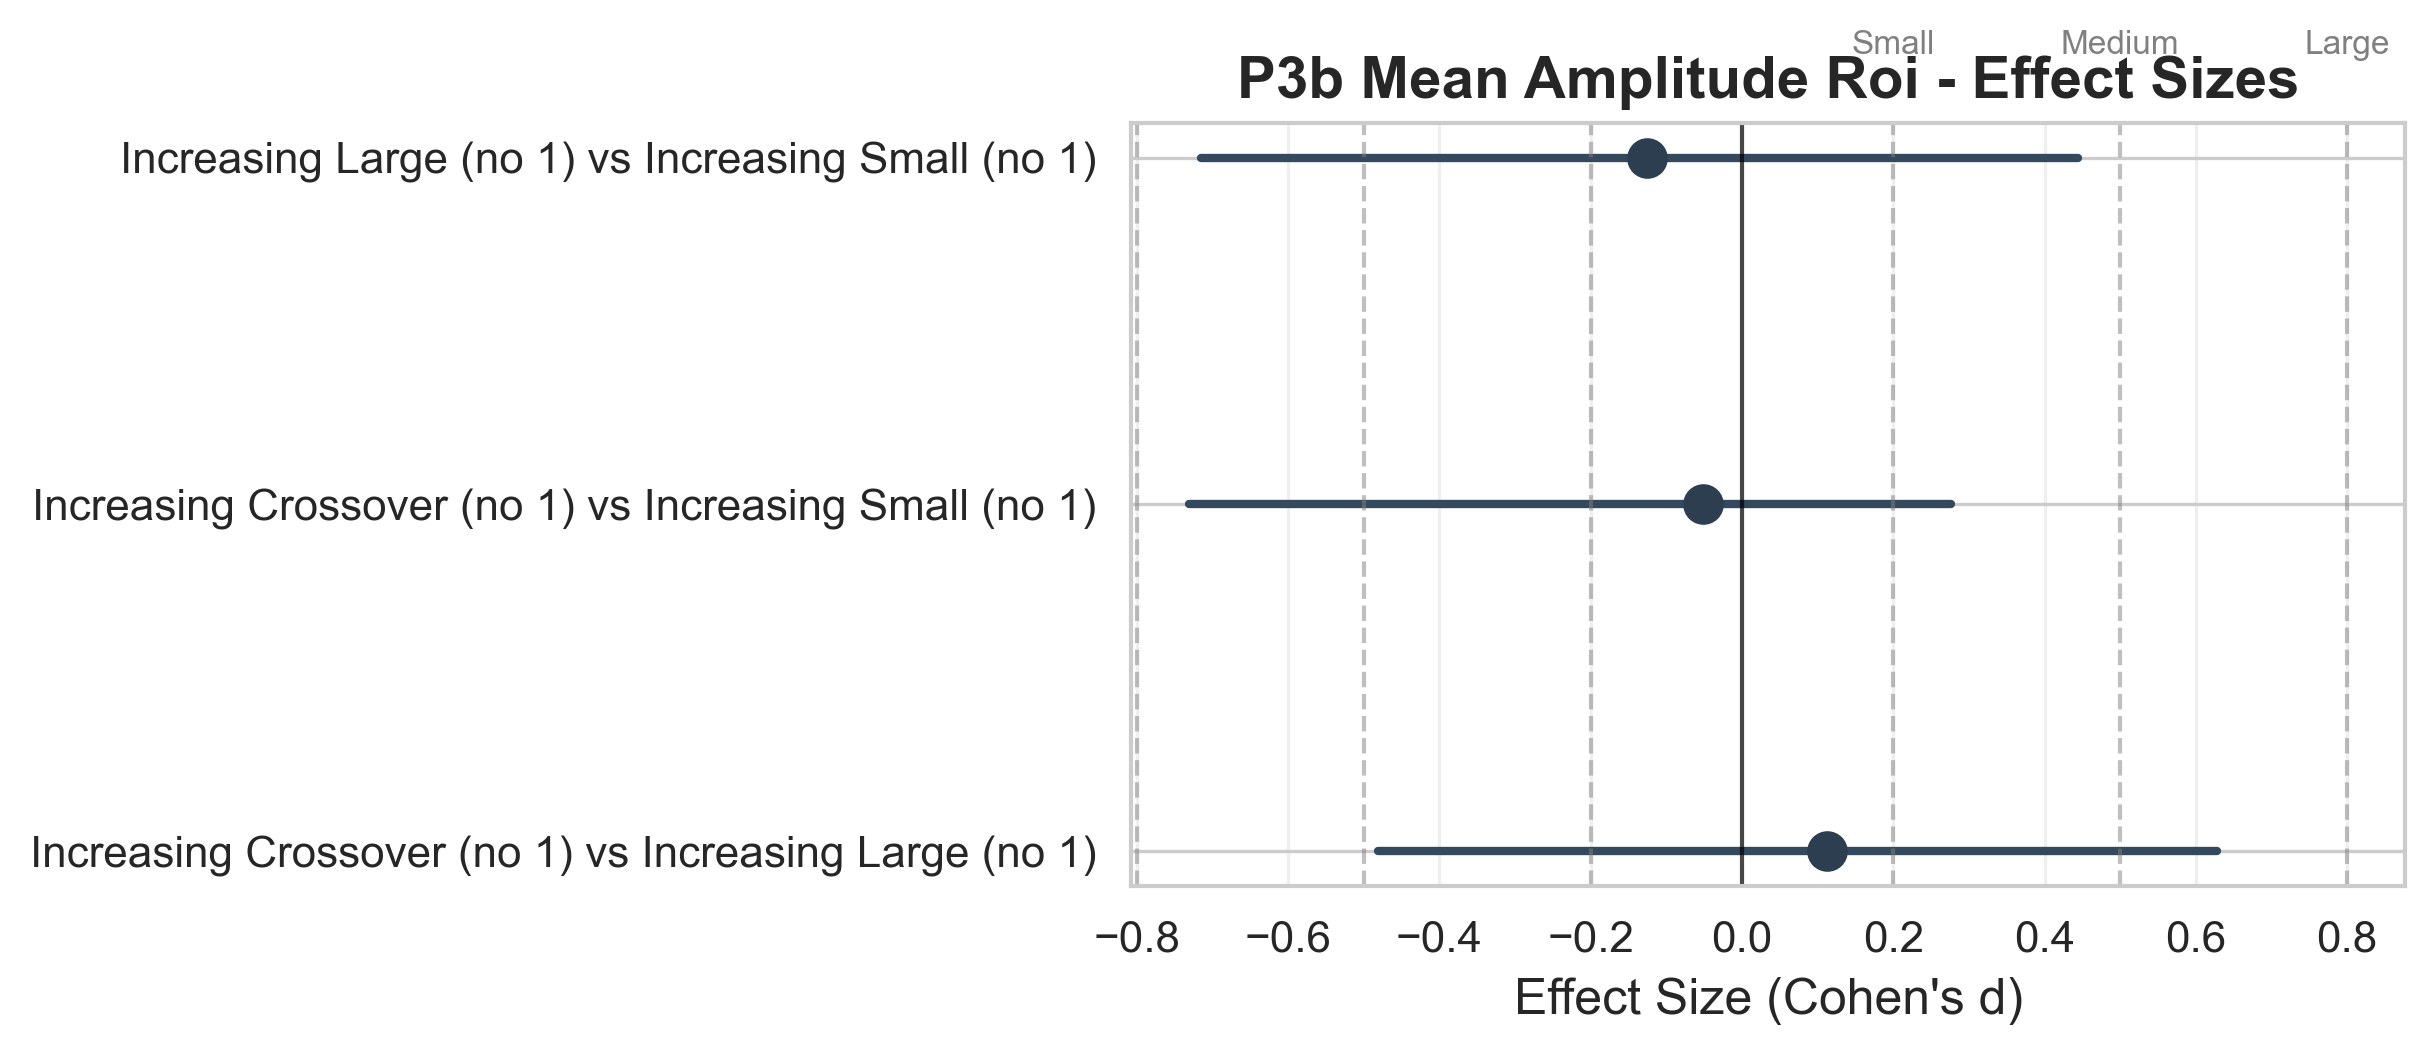 Small Medium Large
P3b Mean Amplitude Roi - Effect Sizes
Increasing Large (no 1) vs Increasing Small (no 1)
Increasing Crossover (no 1) vs Increasing Small (no 1)
Increasing Crossover (no 1) vs Increasing Large (no 1)
−0.8 −0.6 −0.4 −0.2 0.0 0.2 0.4 0.6 0.8
Effect Size (Cohen's d)